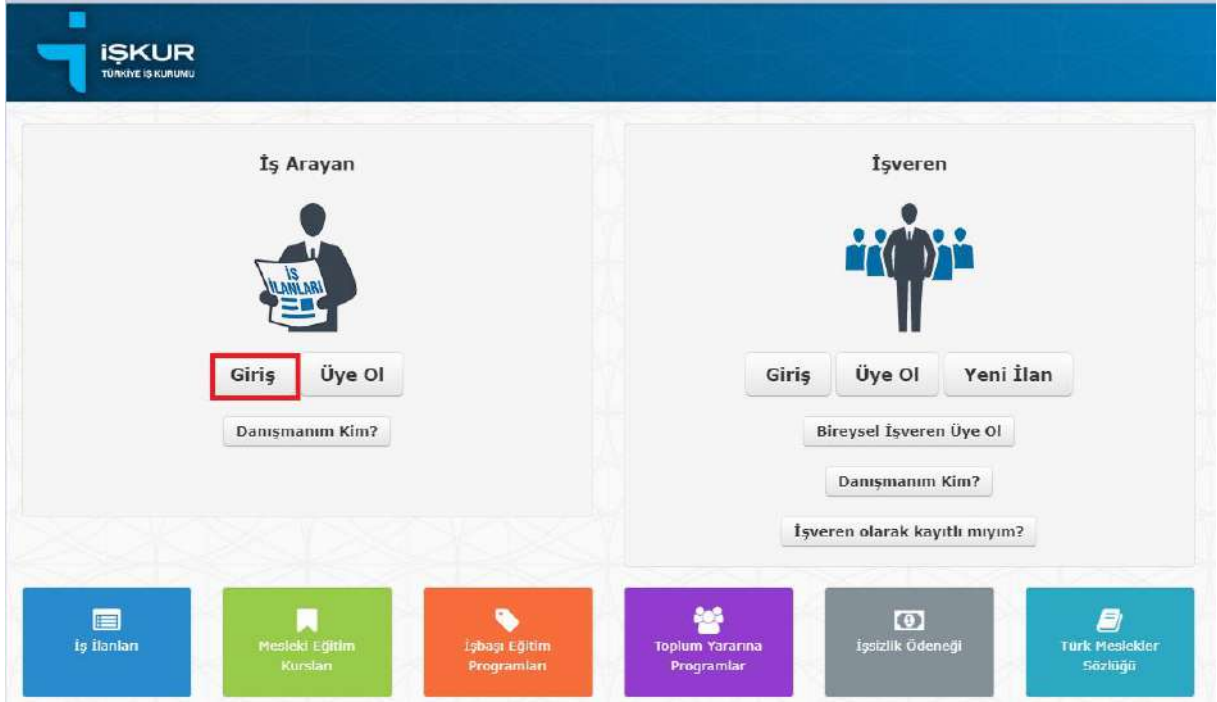 İŞKUR
TÜRKİYE İŞ KURUMU
İş Arayan
İŞ
İLANLARI
Giriş
Üye Ol
Danışmanım Kim?
İşveren
Giriş
Üye Ol
Yeni İlan
Bireysel İşveren Üye Ol
Danışmanım Kim?
İşveren olarak kayıtlı mıyım?
İş İlanları
Mesleki Eğitim
Kursları
İşbaşı Eğitim
Programları
Toplum Yararına
Programlar
İşsizlik Ödeneği
Türk Meslekler
Sözlüğü